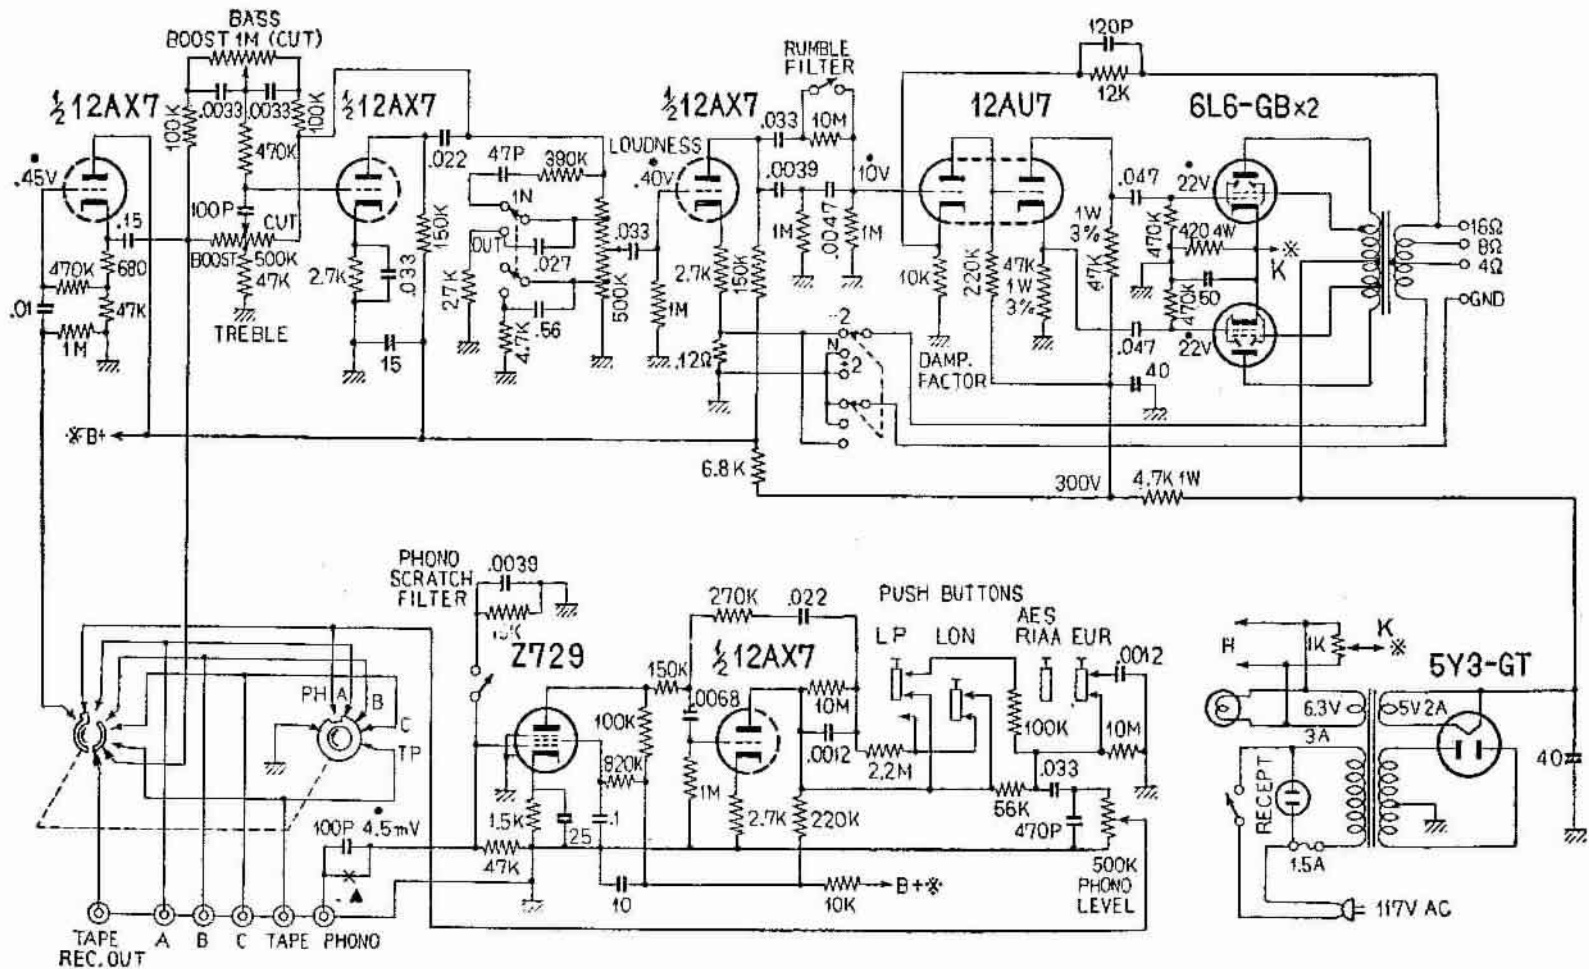 BASS
BOOST 1M (CUT)
.0033
.0033
½12AX7
100K
100K
½12AX7
470K
.45V
100P
.15
CUT
BOOST
500K
470K
680
47K
47K
.01
1M
TREBLE
2.7K
.033
15
150K
.022
47P
390K
1N
OUT
.027
27K
.56
4.7K
500K
LOUDNESS
.40V
.033
1M
½12AX7
2.7K
150K
.12Ω
RUMBLE
FILTER
.033
10M
.0039
1M
.0047
1M
10V
-2
N
+2
DAMP.
FACTOR
120P
12K
12AU7
10K
220K
47K
1W
3%
1W
3%
47K
40
6L6-GB×2
.047
22V
470K
420 4W
K ※
50
470K
.047
22V
16Ω
8Ω
4Ω
GND
※B+
6.8K
300V
4.7K 1W
PHONO
SCRATCH
FILTER
.0039
Z729
270K
.022
150K
½12AX7
.0068
100K
820K
1M
2.7K
10M
.0012
220K
1.5K
25
.1
47K
10
10K
B+※
PUSH BUTTONS
LP
LON
AES
RIAA
EUR
.0012
100K
10M
2.2M
56K
.033
470P
500K
PHONO
LEVEL
PH
A
B
C
TP
100P
4.5mV
▲
TAPE
REC. OUT
A
B
C
TAPE
PHONO
H
1K
K
※
5Y3-GT
6.3V
3A
5V 2A
RECEPT
1.5A
40
117V AC